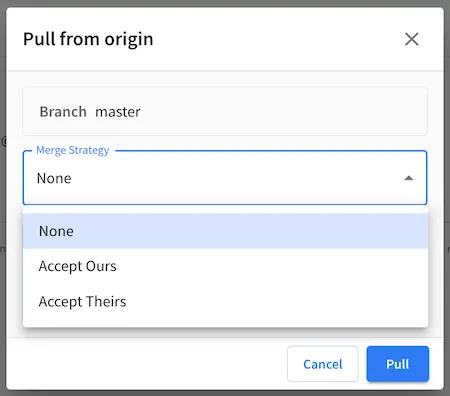 Pull from origin
Branch master
Merge Strategy
None
None
Accept Ours
Accept Theirs
Cancel
Pull